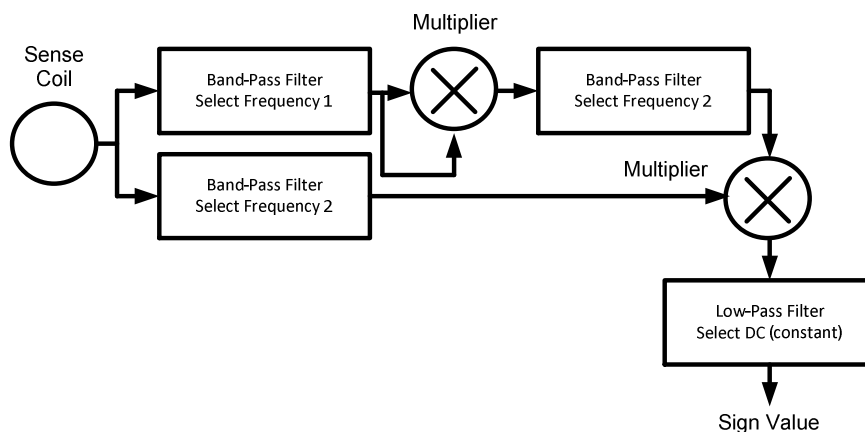 Multiplier
Sense
Coil
Band-Pass Filter
Select Frequency 1
Band-Pass Filter
Select Frequency 2
Band-Pass Filter
Select Frequency 2
Multiplier
Low-Pass Filter
Select DC (constant)
Sign Value